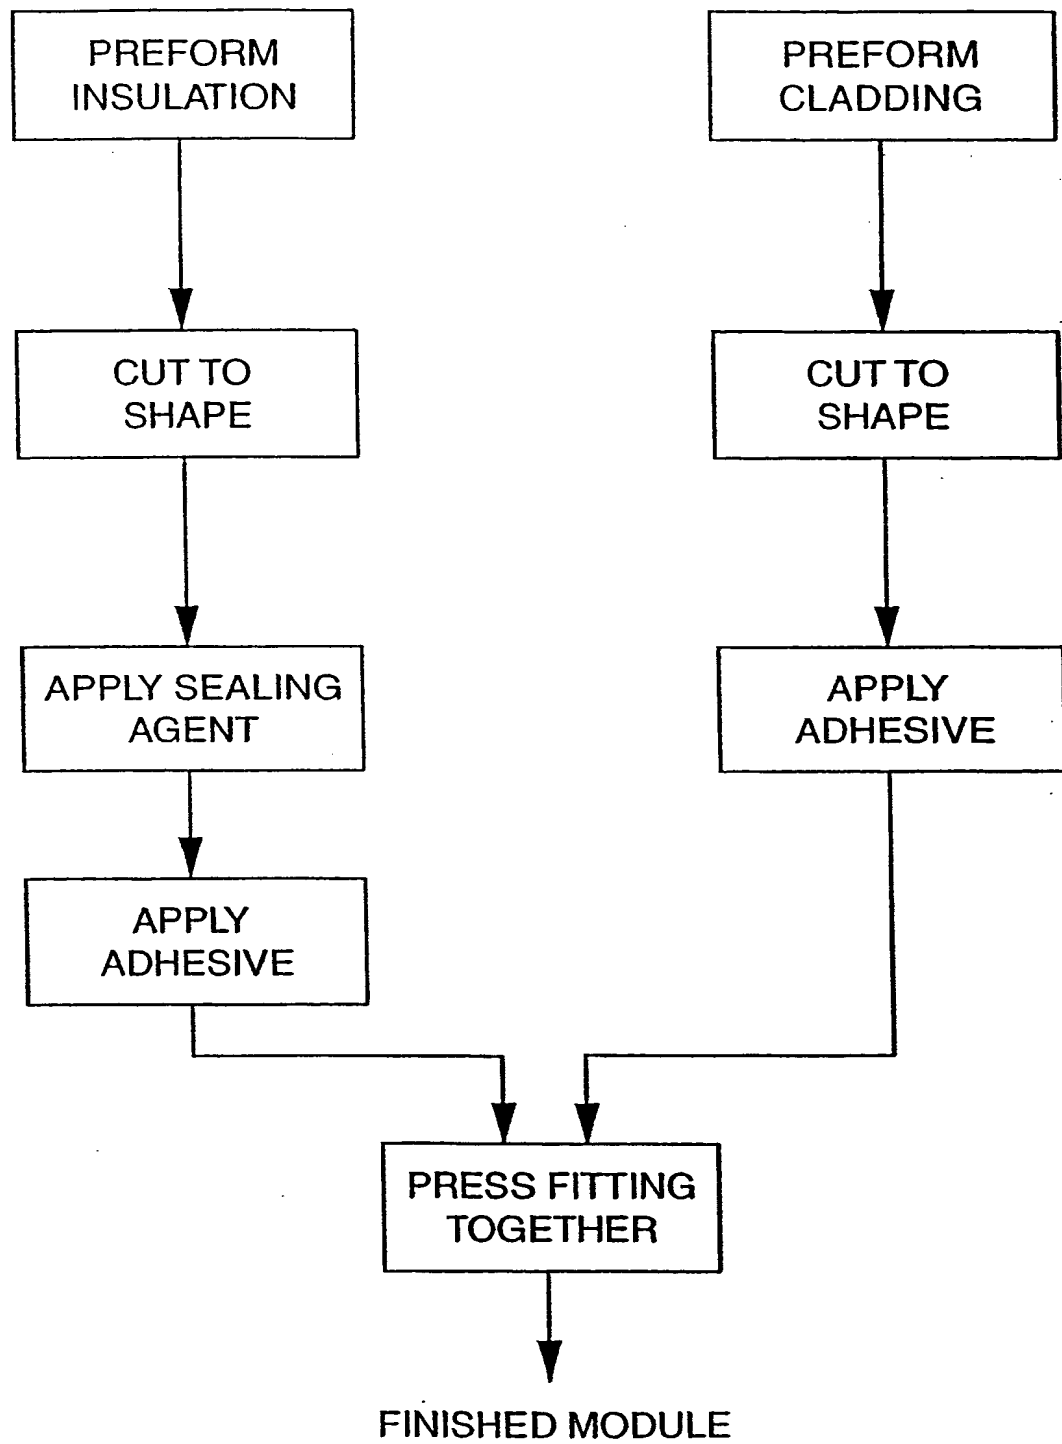 PREFORM
INSULATION
PREFORM
CLADDING
CUT TO
SHAPE
CUT TO
SHAPE
APPLY SEALING
AGENT
APPLY
ADHESIVE
APPLY
ADHESIVE
PRESS FITTING
TOGETHER
FINISHED MODULE